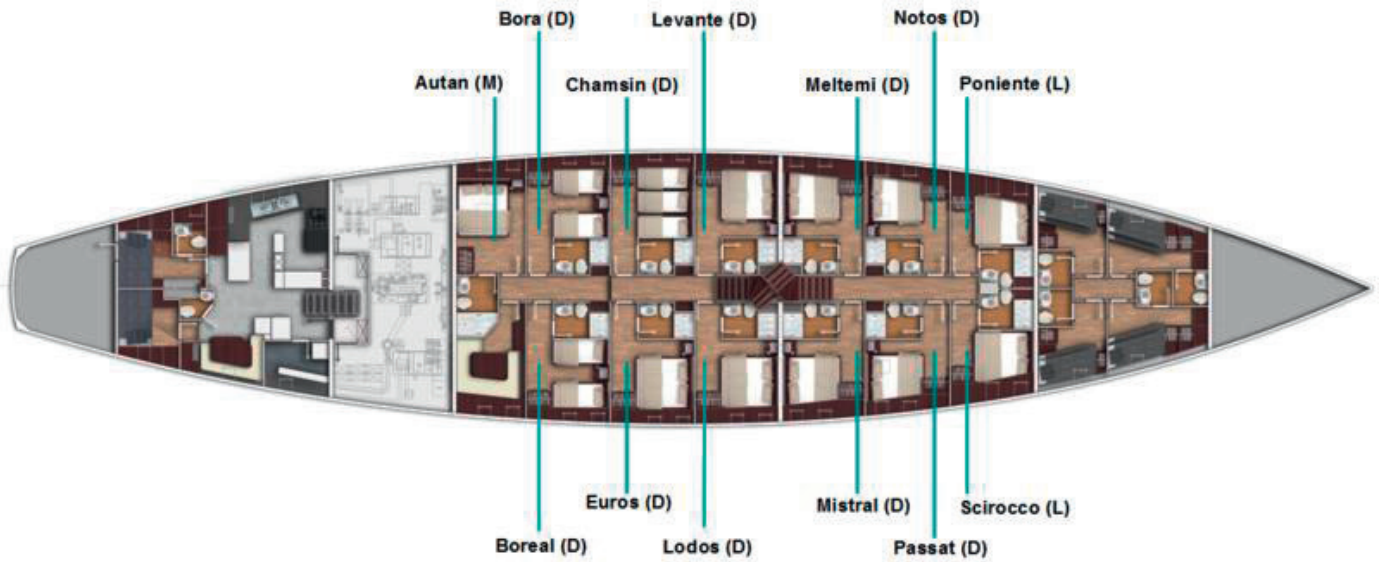 Bora (D)
Levante (D)
Notos (D)
Autan (M)
Chamsin (D)
Meltemi (D)
Poniente (L)
Euros (D)
Mistral (D)
Scirocco (L)
Boreal (D)
Lodos (D)
Passat (D)